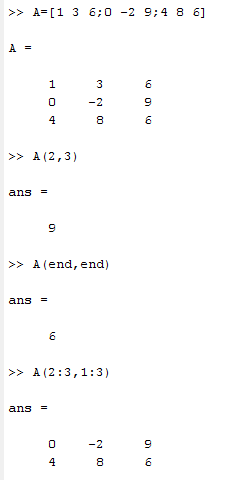 >> A=[1 3 6;0 -2 9;4 8 6]
A =
1 3 6
0 -2 9
4 8 6
>> A(2,3)
ans =
9
>> A(end,end)
ans =
6
>> A(2:3,1:3)
ans =
0 -2 9
4 8 6